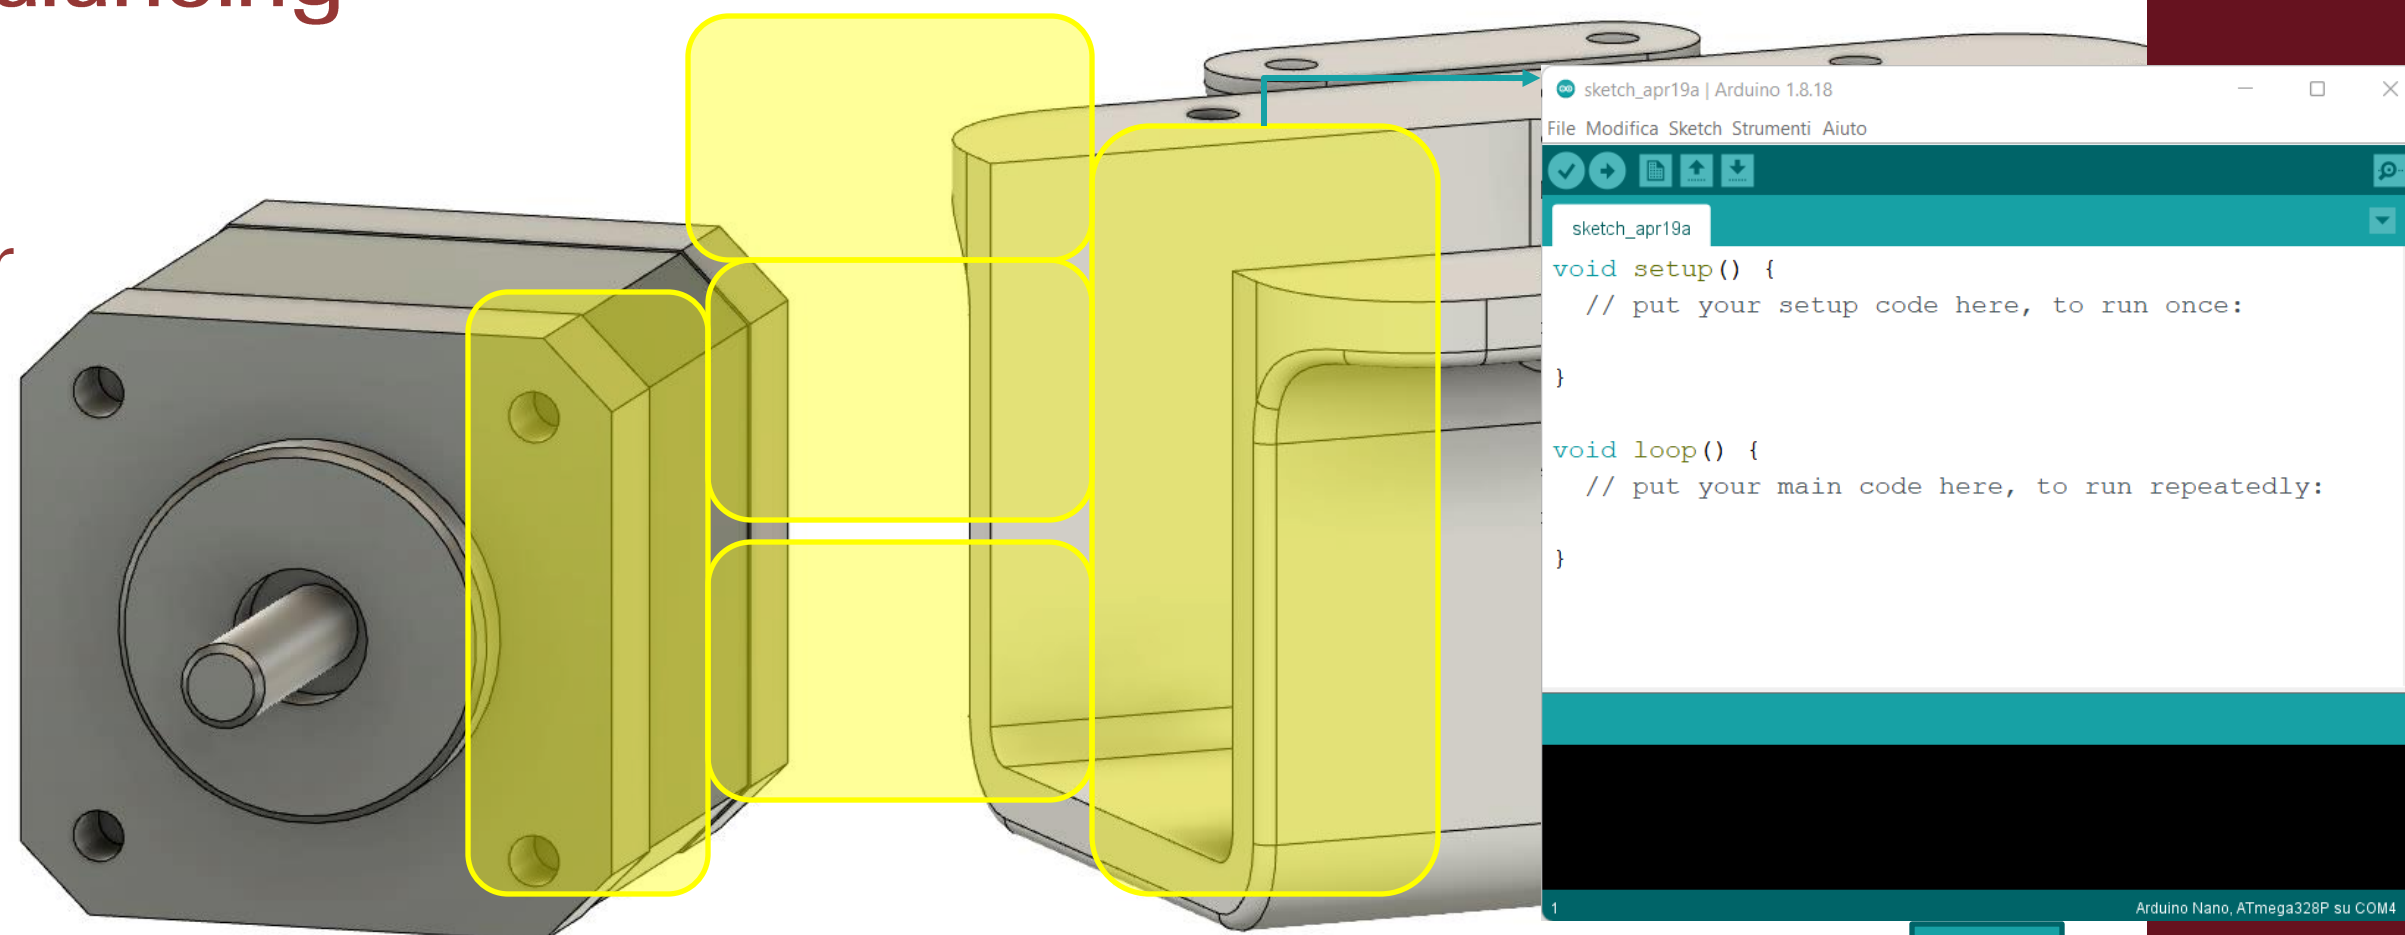 alancing
r
sketch_apr19a | Arduino 1.8.18
File Modifica Sketch Strumenti Aiuto
sketch_apr19a
void setup() {
// put your setup code here, to run once:
}
void loop() {
// put your main code here, to run repeatedly:
}
1
Arduino Nano, ATmega328P su COM4